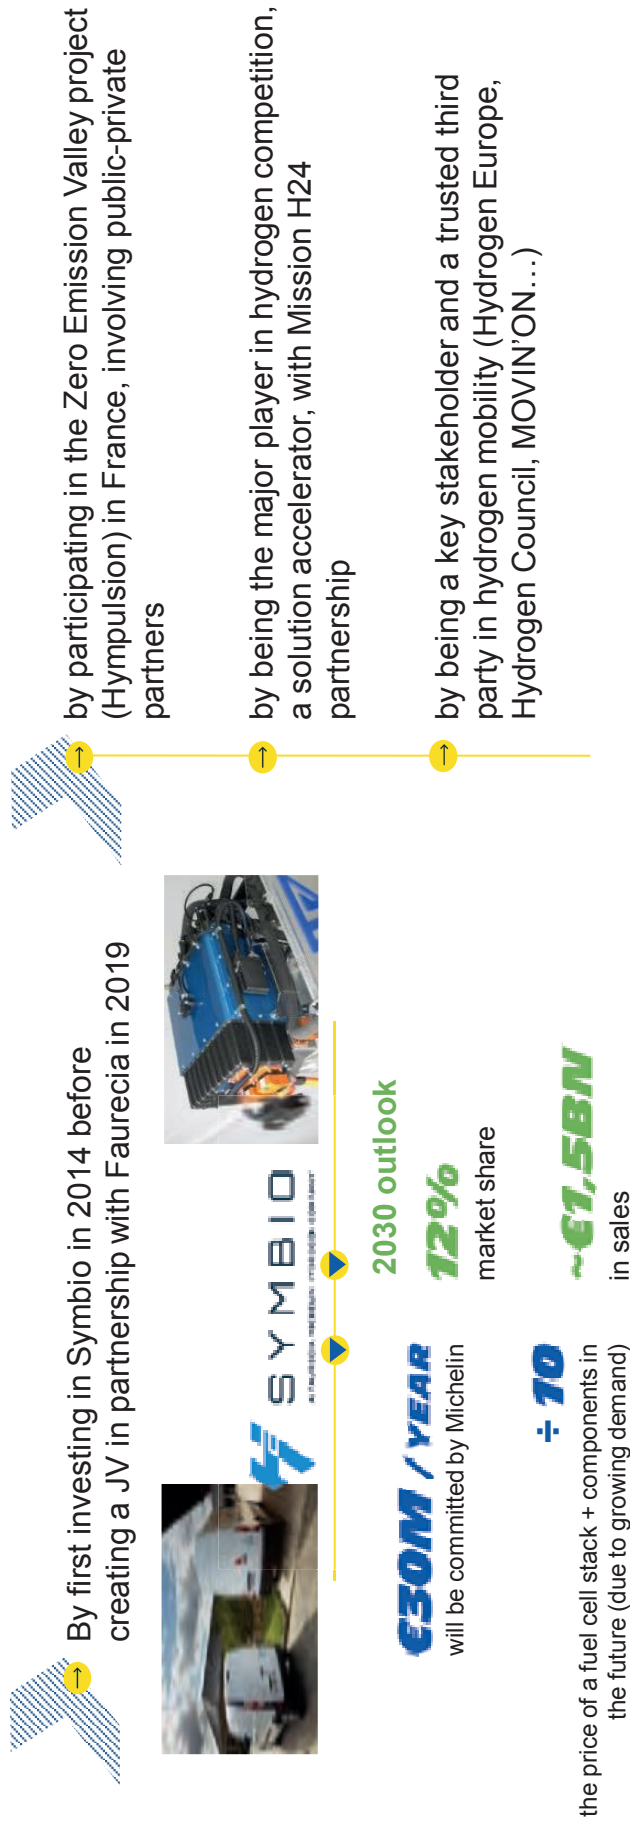 By first investing in Symbio in 2014 before
creating a JV in partnership with Faurecia in 2019
SYMBIO
€30M / YEAR
will be committed by Michelin
÷ 10
the price of a fuel cell stack + components in
the future (due to growing demand)
2030 outlook
12%
market share
~€1,5BN
in sales
by participating in the Zero Emission Valley project
(Hympulsion) in France, involving public-private
partners
by being the major player in hydrogen competition,
a solution accelerator, with Mission H24
partnership
by being a key stakeholder and a trusted third
party in hydrogen mobility (Hydrogen Europe,
Hydrogen Council, MOVIN'ON…)